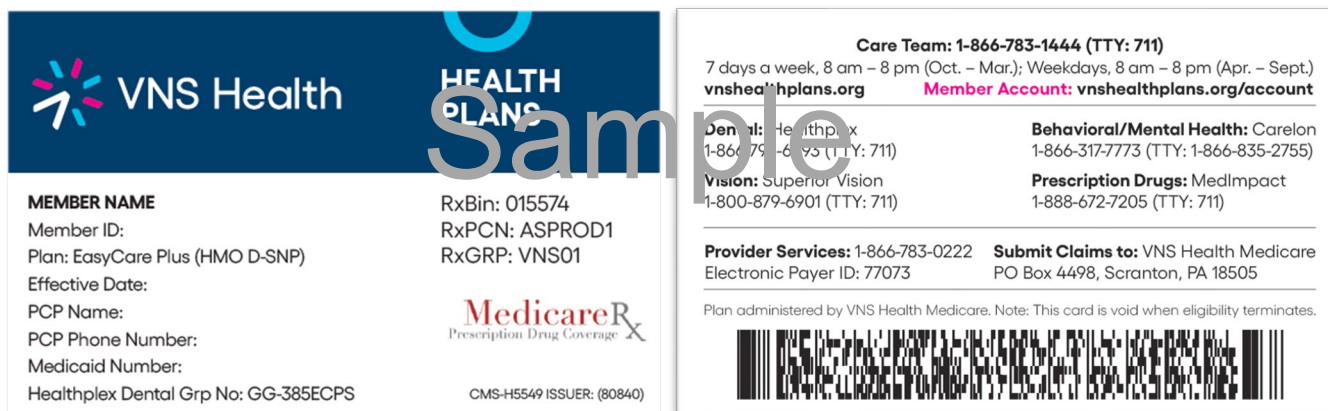 VNS Health
HEALTH
PLANS
Sample
MEMBER NAME
Member ID:
Plan: EasyCare Plus (HMO D-SNP)
Effective Date:
PCP Name:
PCP Phone Number:
Medicaid Number:
Healthplex Dental Grp No: GG-385ECPS
RxBin: 015574
RxPCN: ASPROD1
RxGRP: VNS01
MedicareRx
Prescription Drug Coverage
CMS-H5549 ISSUER: (80840)
Care Team: 1-866-783-1444 (TTY: 711)
7 days a week, 8 am – 8 pm (Oct. – Mar.); Weekdays, 8 am – 8 pm (Apr. – Sept.)
vnshealthplans.org Member Account: vnshealthplans.org/account
Dental: Healthplex
(TTY: 711)
Behavioral/Mental Health: Carelon
1-866-317-7773 (TTY: 1-866-835-2755)
Vision: Superior Vision
1-800-879-6901 (TTY: 711)
Prescription Drugs: MedImpact
1-888-672-7205 (TTY: 711)
Provider Services: 1-866-783-0222
Electronic Payer ID: 77073
Submit Claims to: VNS Health Medicare
PO Box 4498, Scranton, PA 18505
Plan administered by VNS Health Medicare. Note: This card is void when eligibility terminates.